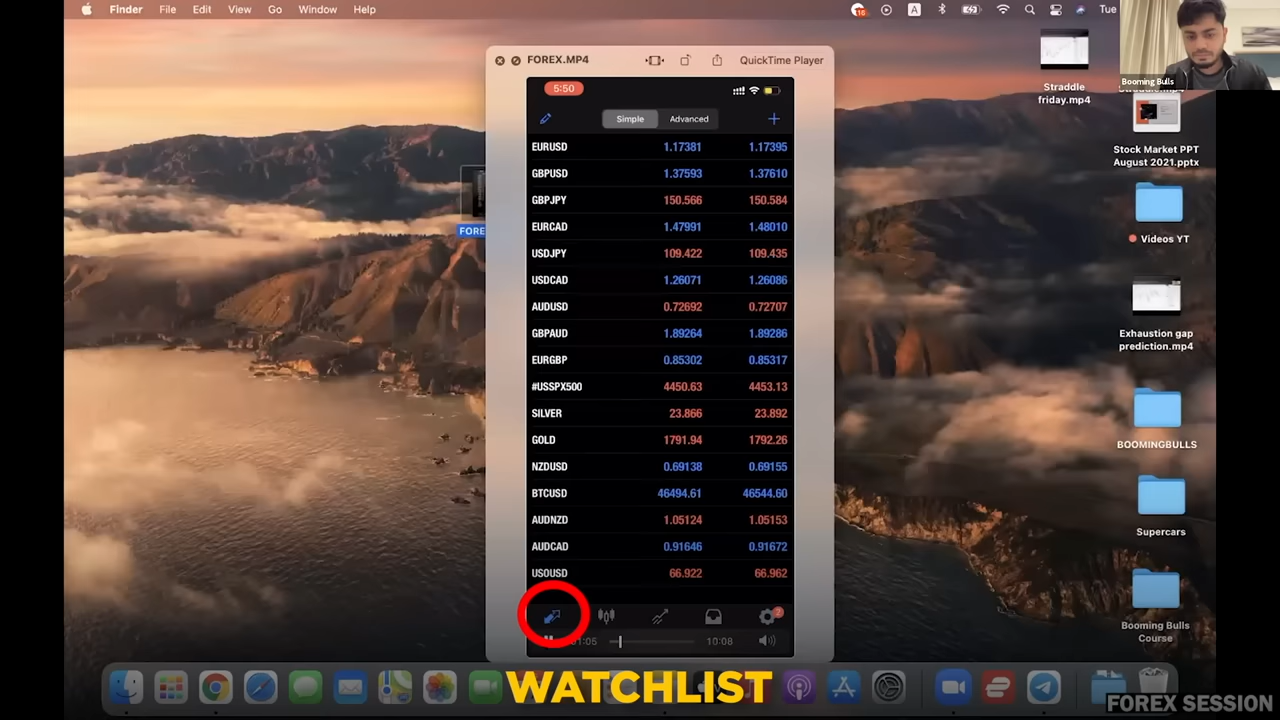 Finder File Edit View Go Window Help
16
A
Tue
Booming Bulls
FOREX.MP4
QuickTime Player
5:50
Simple Advanced
EURUSD 1.17381 1.17395
GBPUSD 1.37593 1.37610
GBPJPY 150.566 150.584
EURCAD 1.47991 1.48010
USDJPY 109.422 109.435
USDCAD 1.26071 1.26086
AUDUSD 0.72692 0.72707
GBPAUD 1.89264 1.89286
EURGBP 0.85302 0.85317
#USSPX500 4450.63 4453.13
SILVER 23.866 23.892
GOLD 1791.94 1792.26
NZDUSD 0.69138 0.69155
BTCUSD 46494.61 46544.60
AUDNZD 1.05124 1.05153
AUDCAD 0.91646 0.91672
USOUSD 66.922 66.962
2
01:05 10:08
FORE
Straddle
friday.mp4
Stock Market PPT
August 2021.pptx
Videos YT
Exhaustion gap
prediction.mp4
BOOMINGBULLS
Supercars
Booming Bulls
Course
WATCHLIST
FOREX SESSION